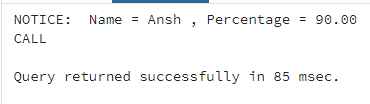 NOTICE:  Name = Ansh , Percentage = 90.00
CALL
Query returned successfully in 85 msec.